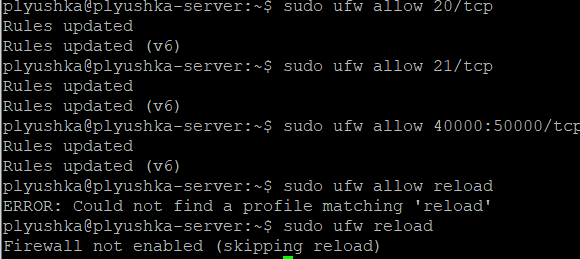 plyushka@plyushka-server:~$ sudo ufw allow 20/tcp
Rules updated
Rules updated (v6)
plyushka@plyushka-server:~$ sudo ufw allow 21/tcp
Rules updated
Rules updated (v6)
plyushka@plyushka-server:~$ sudo ufw allow 40000:50000/tcp
Rules updated
Rules updated (v6)
plyushka@plyushka-server:~$ sudo ufw allow reload
ERROR: Could not find a profile matching 'reload'
plyushka@plyushka-server:~$ sudo ufw reload
Firewall not enabled (skipping reload)